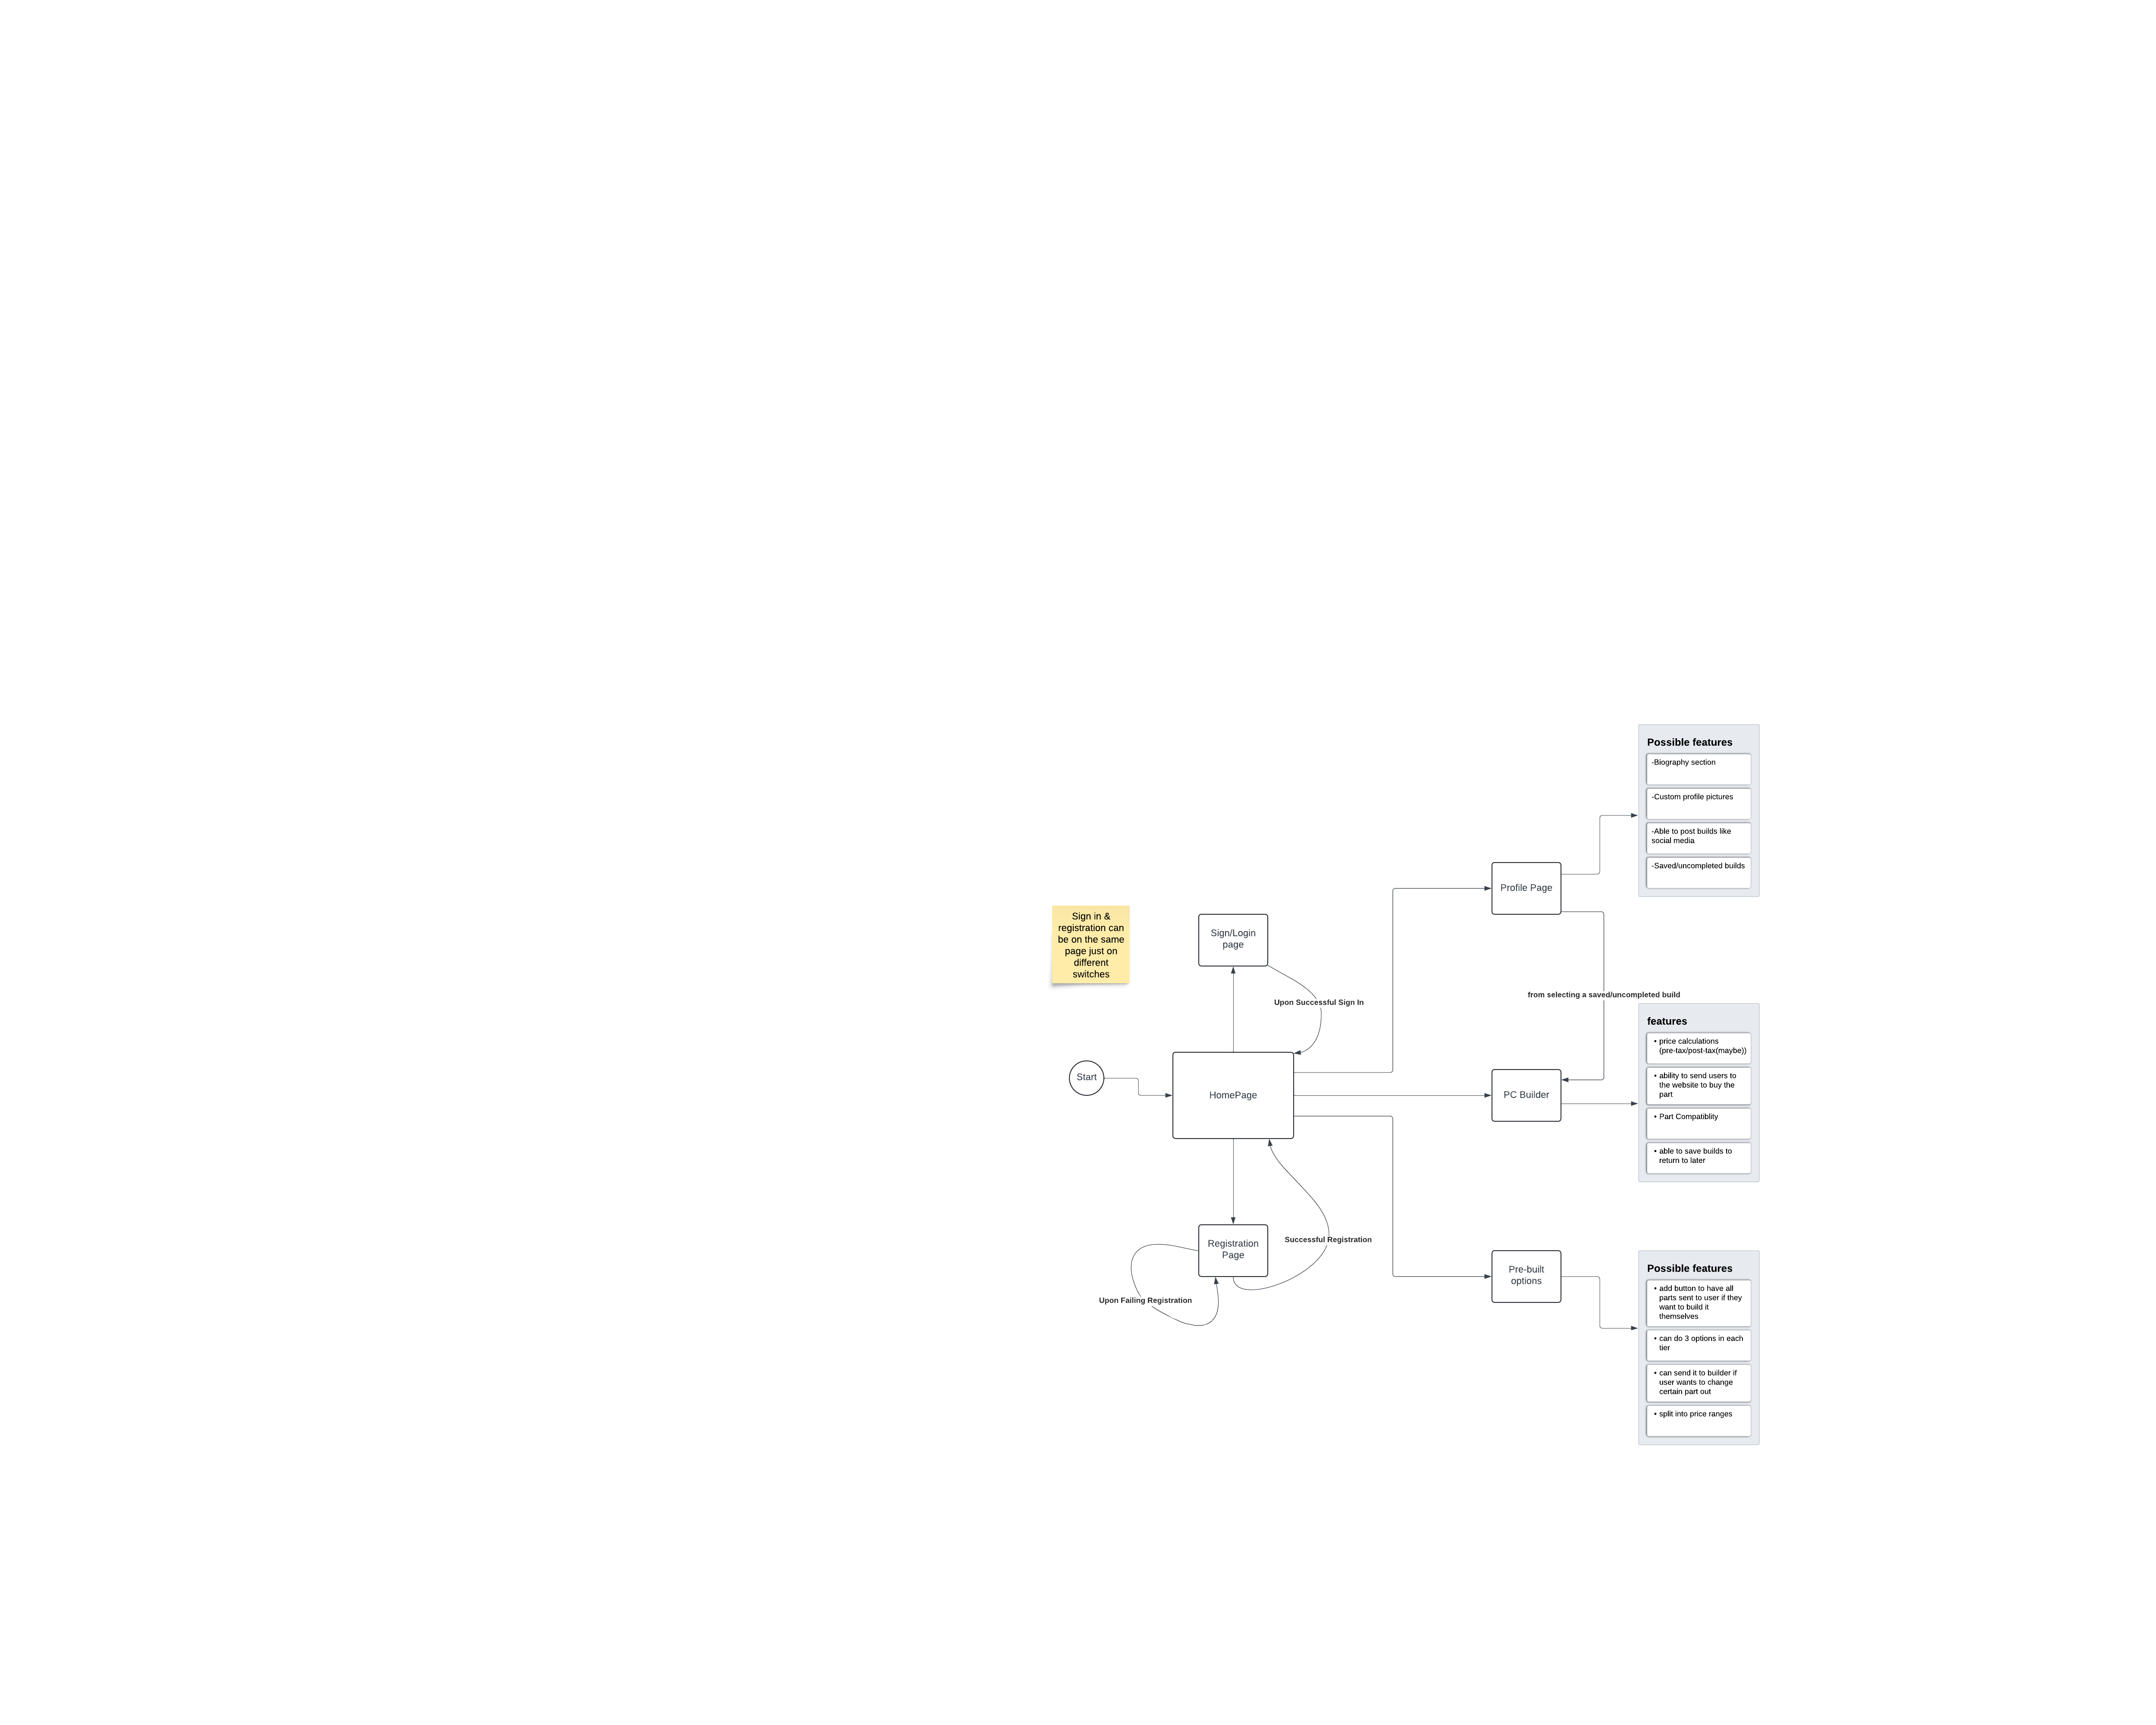 Possible features
-Biography section
-Custom profile pictures
-Able to post builds like
social media
-Saved/uncompleted builds
Profile Page
Sign in &
registration can
be on the same
page just on
different
switches
Sign/Login
page
Upon Successful Sign In
from selecting a saved/uncompleted build
features
• price calculations
(pre-tax/post-tax(maybe))
• ability to send users to
the website to buy the
part
• Part Compatiblity
• able to save builds to
return to later
Start
HomePage
PC Builder
Registration
Page
Successful Registration
Upon Failing Registration
Pre-built
options
Possible features
• add button to have all
parts sent to user if they
want to build it
themselves
• can do 3 options in each
tier
• can send it to builder if
user wants to change
certain part out
• split into price ranges